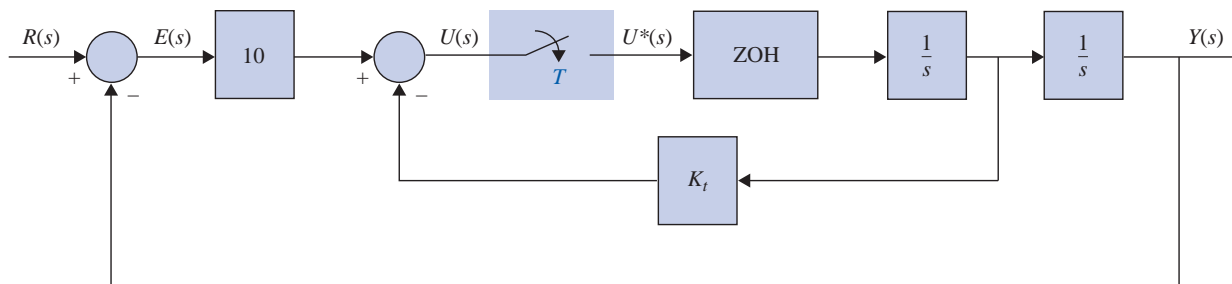 R(s)
+
−
E(s)
10
+
−
U(s)
T
U*(s)
ZOH
1
s
1
s
Y(s)
K_t